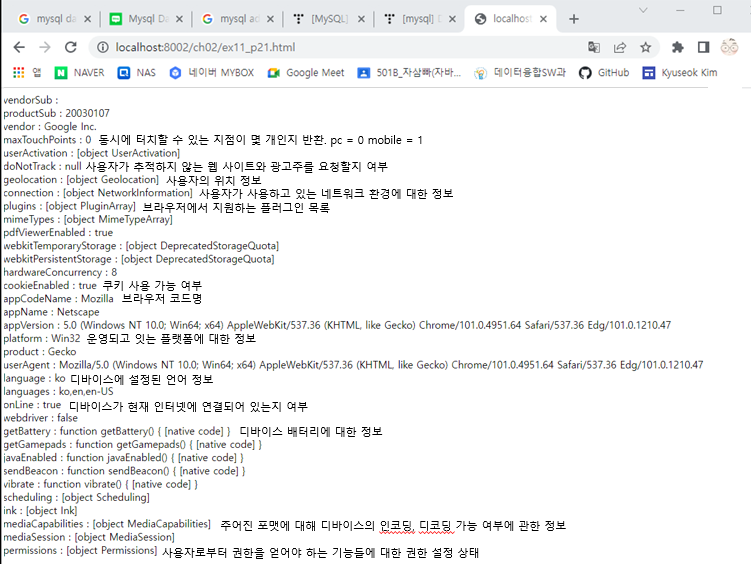 mysql da
Mysql Da
mysql ad
[MySQL]
[mysql] D
localhost
localhost:8002/ch02/ex11_p21.html
앱
NAVER
NAS
네이버 MYBOX
Google Meet
501B_자삼빠(자바...
데이터융합SW과
GitHub
Kyuseok Kim
vendorSub :
productSub : 20030107
vendor : Google Inc.
maxTouchPoints : 0 동시에 터치할 수 있는 지점이 몇 개인지 반환. pc = 0 mobile = 1
userActivation : [object UserActivation]
doNotTrack : null 사용자가 추적하지 않는 웹 사이트와 광고주를 요청할지 여부
geolocation : [object Geolocation] 사용자의 위치 정보
connection : [object NetworkInformation] 사용자가 사용하고 있는 네트워크 환경에 대한 정보
plugins : [object PluginArray] 브라우저에서 지원하는 플러그인 목록
mimeTypes : [object MimeTypeArray]
pdfViewerEnabled : true
webkitTemporaryStorage : [object DeprecatedStorageQuota]
webkitPersistentStorage : [object DeprecatedStorageQuota]
hardwareConcurrency : 8
cookieEnabled : true 쿠키 사용 가능 여부
appCodeName : Mozilla 브라우저 코드명
appName : Netscape
appVersion : 5.0 (Windows NT 10.0; Win64; x64) AppleWebKit/537.36 (KHTML, like Gecko) Chrome/101.0.4951.64 Safari/537.36 Edg/101.0.1210.47
platform : Win32 운영되고 잇는 플랫폼에 대한 정보
product : Gecko
userAgent : Mozilla/5.0 (Windows NT 10.0; Win64; x64) AppleWebKit/537.36 (KHTML, like Gecko) Chrome/101.0.4951.64 Safari/537.36 Edg/101.0.1210.47
language : ko 디바이스에 설정된 언어 정보
languages : ko,en,en-US
onLine : true 디바이스가 현재 인터넷에 연결되어 있는지 여부
webdriver : false
getBattery : function getBattery() { [native code] } 디바이스 배터리에 대한 정보
getGamepads : function getGamepads() { [native code] }
javaEnabled : function javaEnabled() { [native code] }
sendBeacon : function sendBeacon() { [native code] }
vibrate : function vibrate() { [native code] }
scheduling : [object Scheduling]
ink : [object Ink]
mediaCapabilities : [object MediaCapabilities] 주어진 포맷에 대해 디바이스의 인코딩, 디코딩 가능 여부에 관한 정보
mediaSession : [object MediaSession]
permissions : [object Permissions] 사용자로부터 권한을 얻어야 하는 기능들에 대한 권한 설정 상태